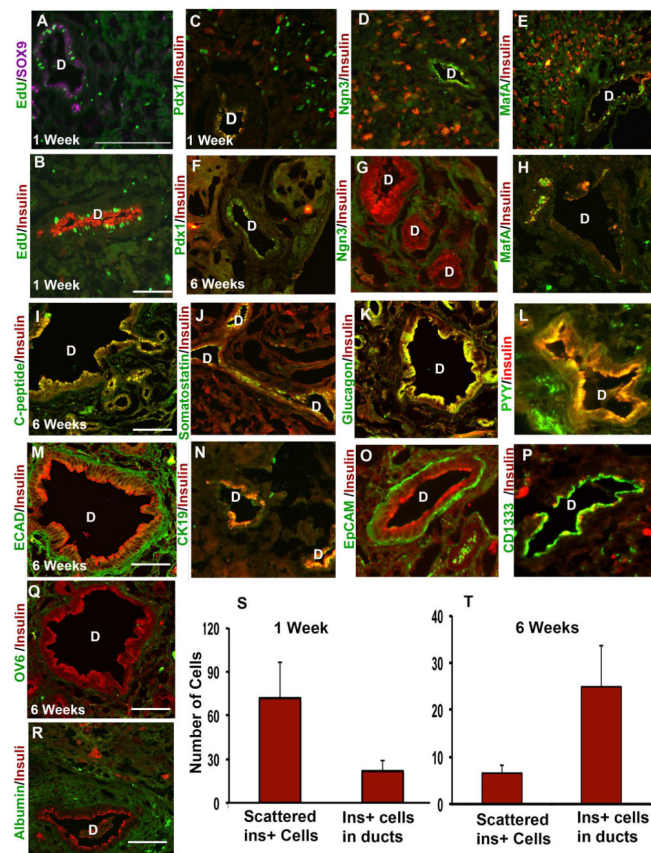 A
EdU/SOX9
D
1 Week
C
Pdx1/Insulin
D
1 Week
D
Ngn3/Insulin
D
E
MafA/Insulin
D
B
EdU/Insulin
D
1 Week
F
Pdx1/Insulin
D
6 Weeks
G
Ngn3/Insulin
D
D
D
H
MafA/Insulin
D
I
C-peptide/Insulin
D
6 Weeks
J
Somatostatin/Insulin
D
D
D
K
Glucagon/Insulin
D
L
PYY/insulin
D
M
ECAD/Insulin
D
6 Weeks
N
CK19/Insulin
D
D
O
EpCAM /Insulin
D
P
CD1333 /Insulin
D
Q
OV6/Insulin
D
6 Weeks
R
Albumin/Insuli
D
S
1 Week
Number of Cells
120
90
60
30
0
Scattered
ins+ Cells
Ins+ cells
in ducts
T
6 Weeks
40
30
20
10
0
Scattered
ins+ Cells
Ins+ cells
in ducts